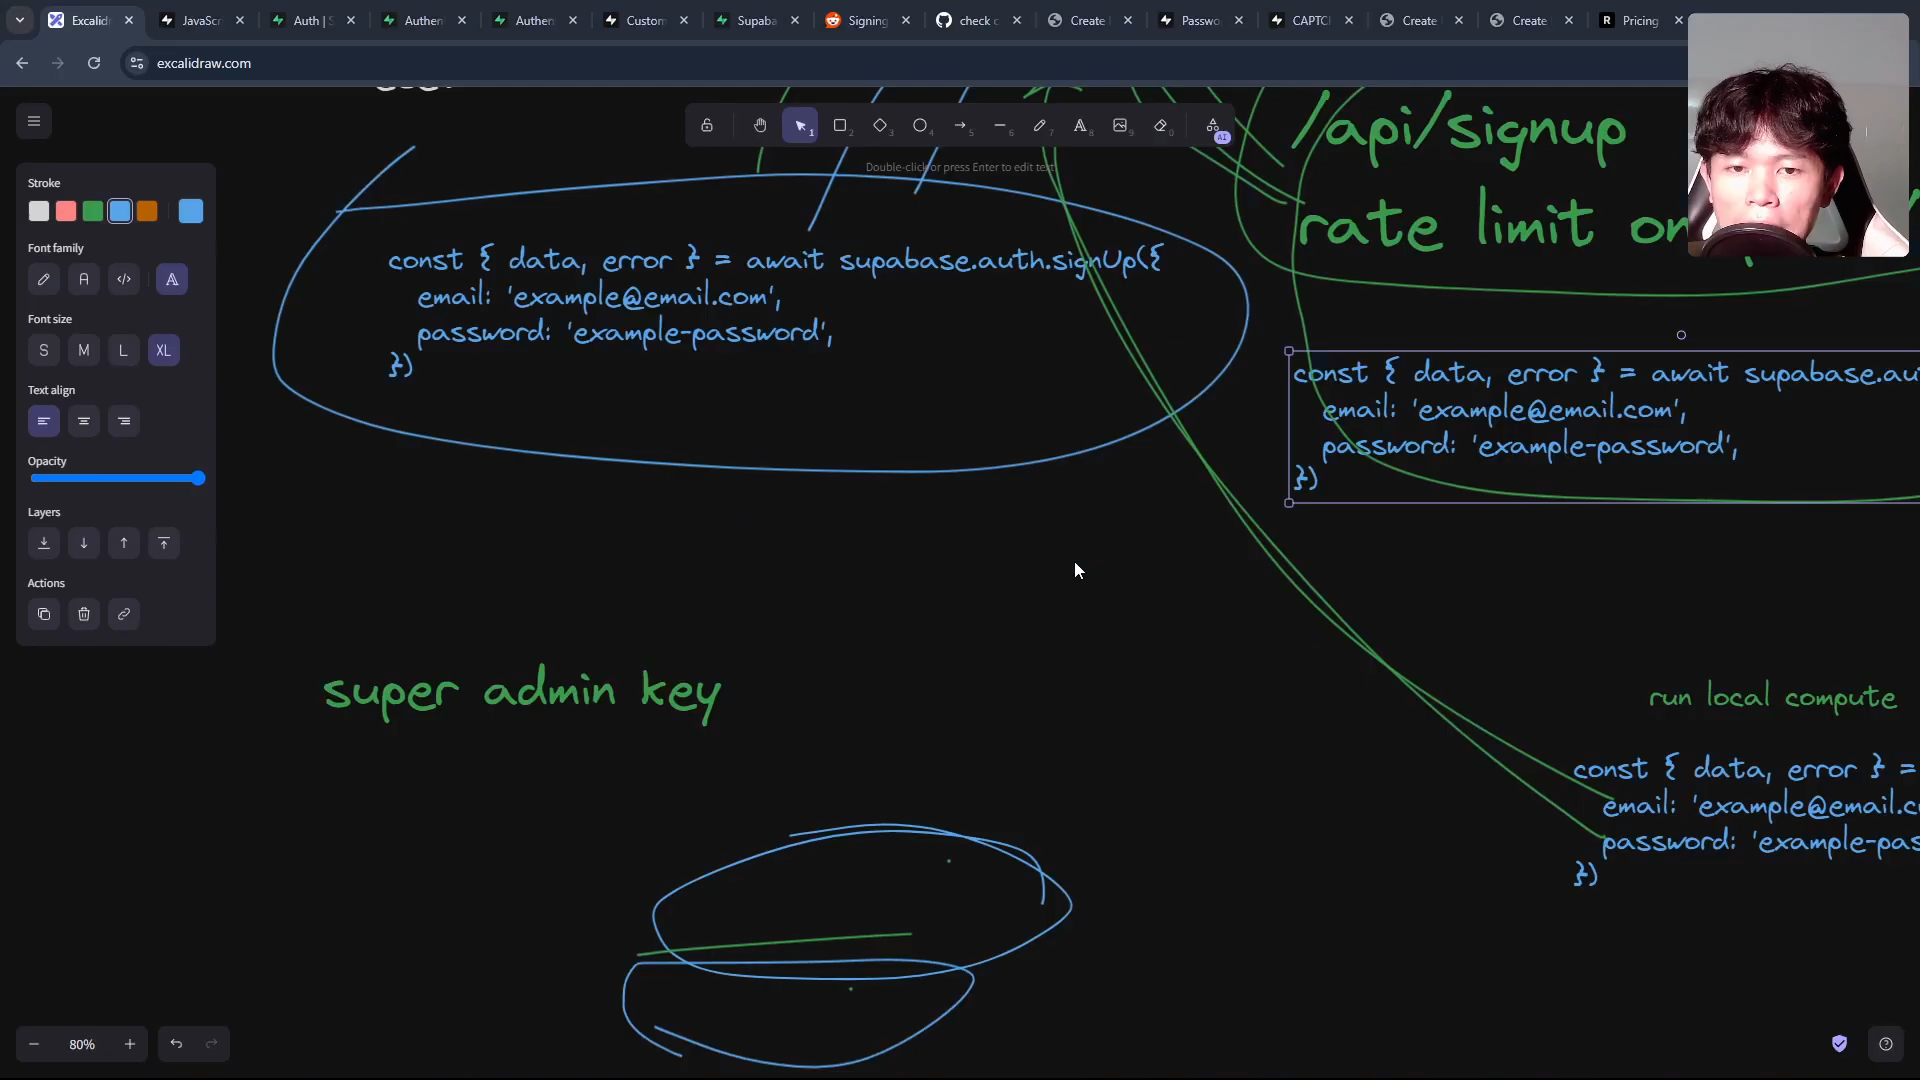 Excalidr
JavaScr
Auth | S
Authen
Authen
Custom
Supaba
Signing
check c
Create
Passwo
CAPTC
Create
Create
Pricing
excalidraw.com
Stroke
Font family
Font size
S M L XL
Text align
Opacity
Layers
Actions
Double-click or press Enter to edit text
/api/signup
rate limit on
const { data, error } = await supabase.auth.signUp({
email: 'example@email.com',
password: 'example-password',
})
const { data, error } = await supabase.au
email: 'example@email.com',
password: 'example-password',
})
super admin key
run local compute
const { data, error } =
email: 'example@email.c
password: 'example-pas
})
80%